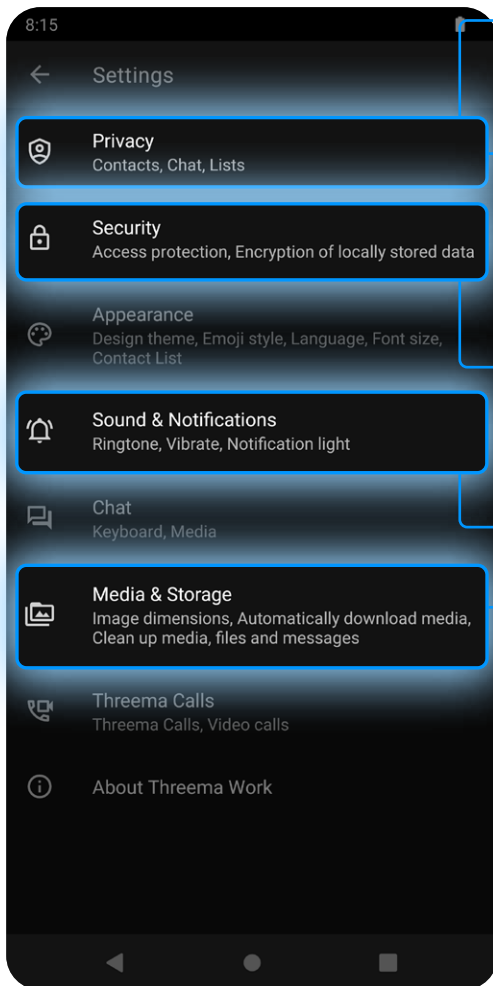 8:15
Settings
Privacy
Contacts, Chat, Lists
Security
Access protection, Encryption of locally stored data
Appearance
Design theme, Emoji style, Language, Font size,
Contact List
Sound & Notifications
Ringtone, Vibrate, Notification light
Chat
Keyboard, Media
Media & Storage
Image dimensions, Automatically download media,
Clean up media, files and messages
Threema Calls
Threema Calls, Video calls
About Threema Work